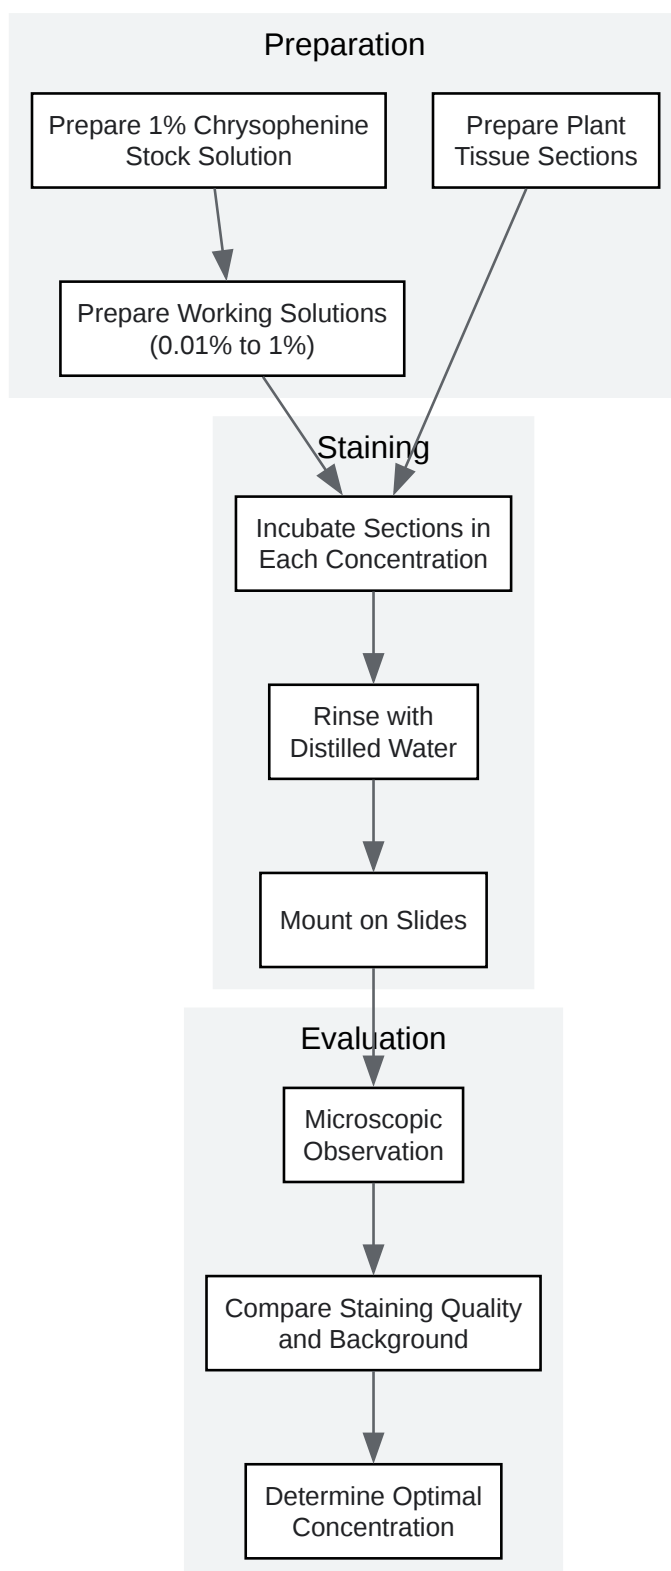 Preparation
Prepare 1% Chrysophenine
Stock Solution
Prepare Plant
Tissue Sections
Prepare Working Solutions
(0.01% to 1%)
Staining
Incubate Sections in
Each Concentration
Rinse with
Distilled Water
Mount on Slides
Evaluation
Microscopic
Observation
Compare Staining Quality
and Background
Determine Optimal
Concentration